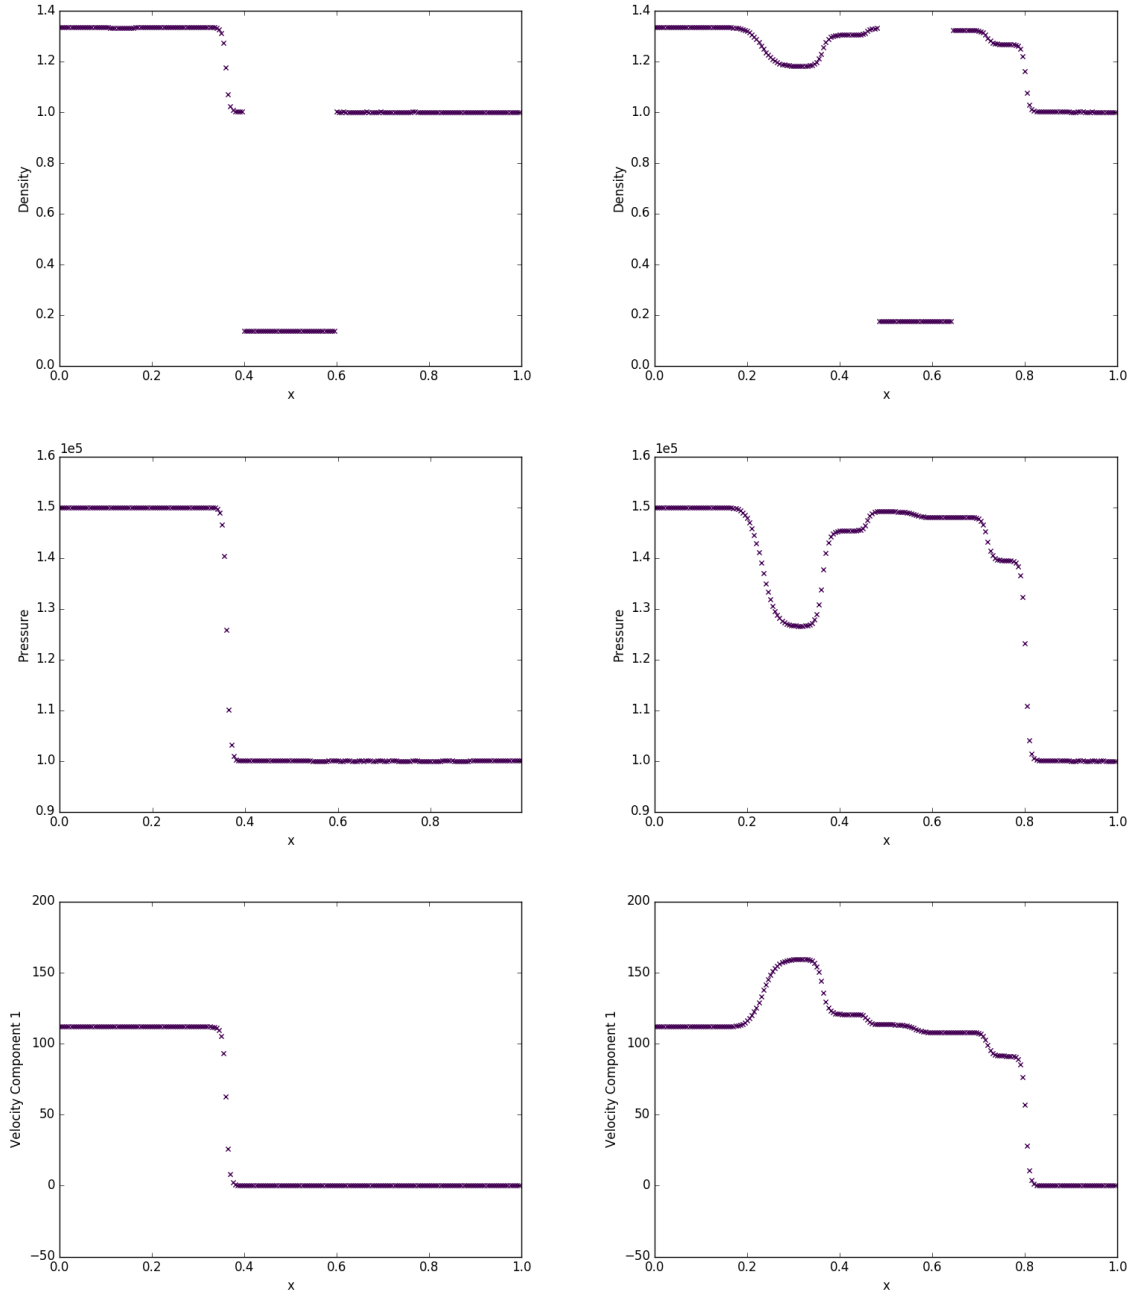 1.4 1.4
1.2 1.2
1.0 1.0
Density Density
0.8 0.8
0.6 0.6
0.4 0.4
0.2 0.2
0.0 0.0
0.0 0.2 0.4 0.6 0.8 1.0 0.0 0.2 0.4 0.6 0.8 1.0
x x
1e5 1e5
1.6 1.6
1.5 1.5
1.4 1.4
Pressure Pressure
1.3 1.3
1.2 1.2
1.1 1.1
1.0 1.0
0.9 0.9
0.0 0.2 0.4 0.6 0.8 0.0 0.2 0.4 0.6 0.8 1.0
x x
200 200
150 150
Velocity Component 1 Velocity Component 1
100 100
50 50
0 0
−50 −50
0.0 0.2 0.4 0.6 0.8 1.0 0.0 0.2 0.4 0.6 0.8 1.0
x x